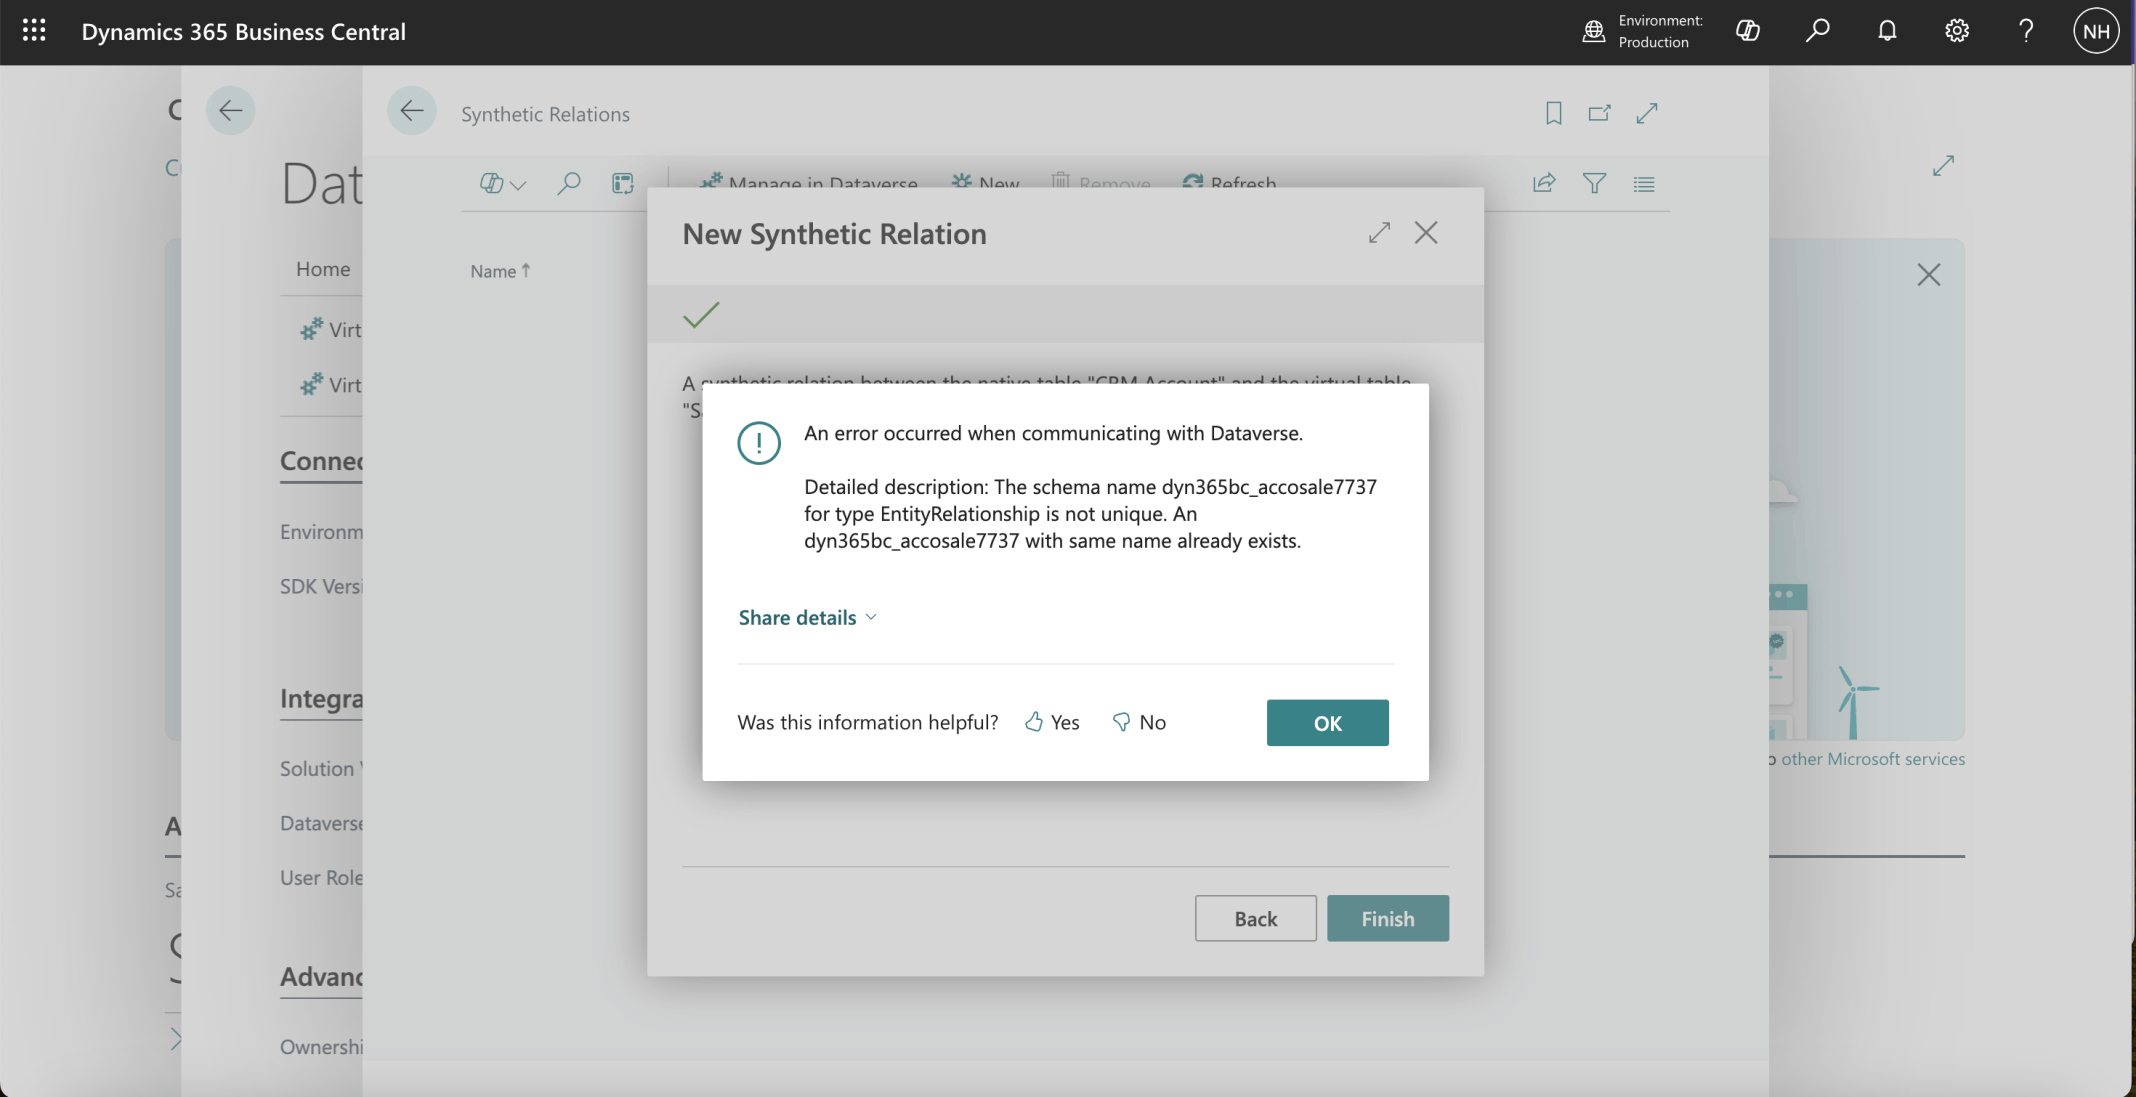 Dynamics 365 Business Central
Environment:
Production
NH
Synthetic Relations
Dat
Manage in Dataverse
New
Remove
Refresh
New Synthetic Relation
Home
Name ↑
Virt
Virt
A synthetic relation between the native table "CRM Account" and the virtual table
"Sa
An error occurred when communicating with Dataverse.
Detailed description: The schema name dyn365bc_accosale7737
for type EntityRelationship is not unique. An
dyn365bc_accosale7737 with same name already exists.
Share details
Was this information helpful?
Yes
No
OK
Connec
Environm
SDK Versi
Integra
Solution V
Dataverse
User Role
Advanc
Ownershi
o other Microsoft services
A
Sa
Back
Finish